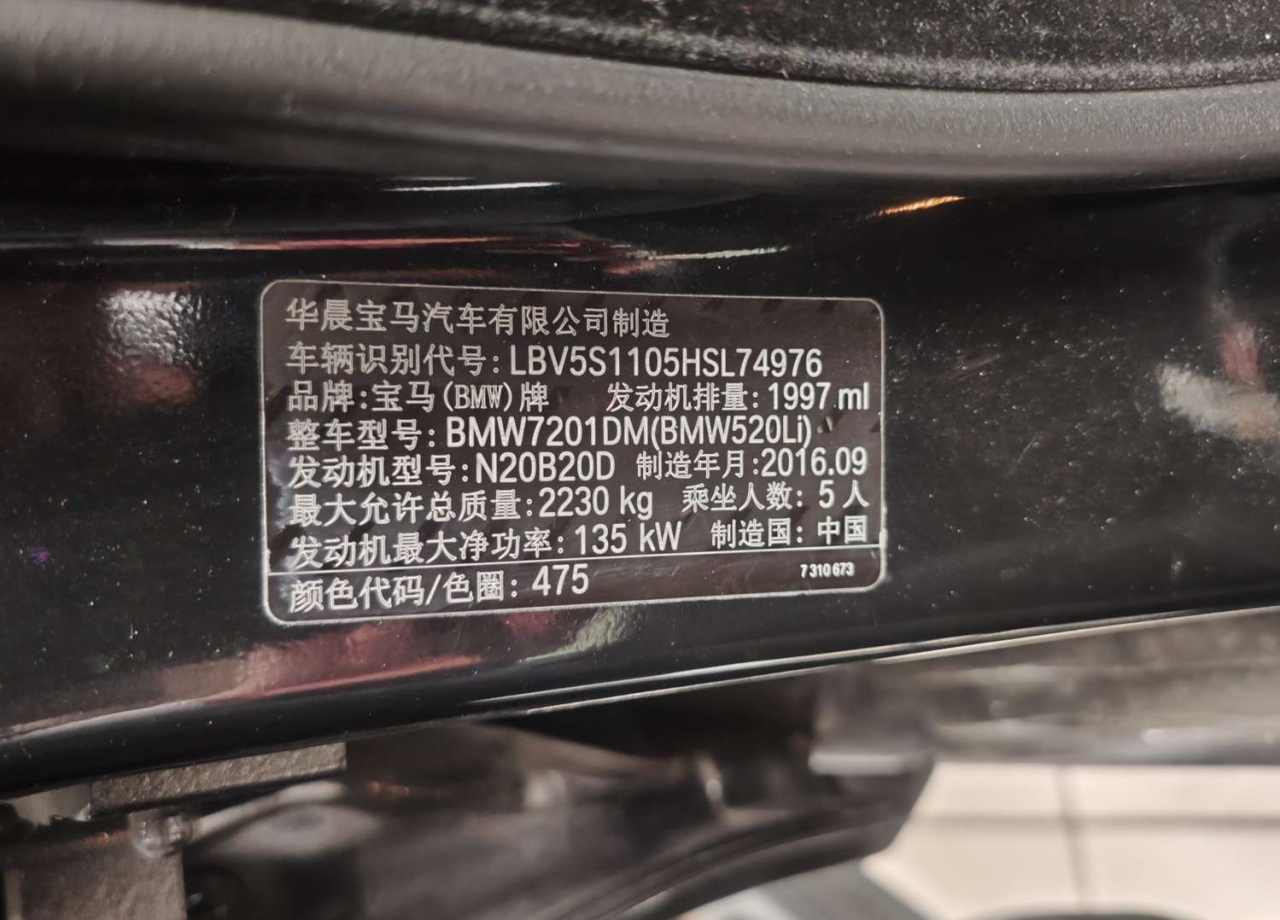 华晨宝马汽车有限公司制造
车辆识别代号:LBV5S1105HSL74976
品牌:宝马(BMW)牌 发动机排量:1997 ml
整车型号:BMW7201DM(BMW520Li)
发动机型号:N20B20D 制造年月:2016.09
最大允许总质量:2230 kg 乘坐人数: 5人
发动机最大净功率:135 kW 制造国: 中国
颜色代码/色圈: 475 7 310 673